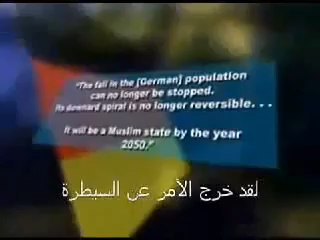 "The fall in the [German] population
can no longer be stopped.
Its downard spiral is no longer reversible. . .
It will be a Muslim state by the year
2050."
لقد خرج الأمر عن السيطرة